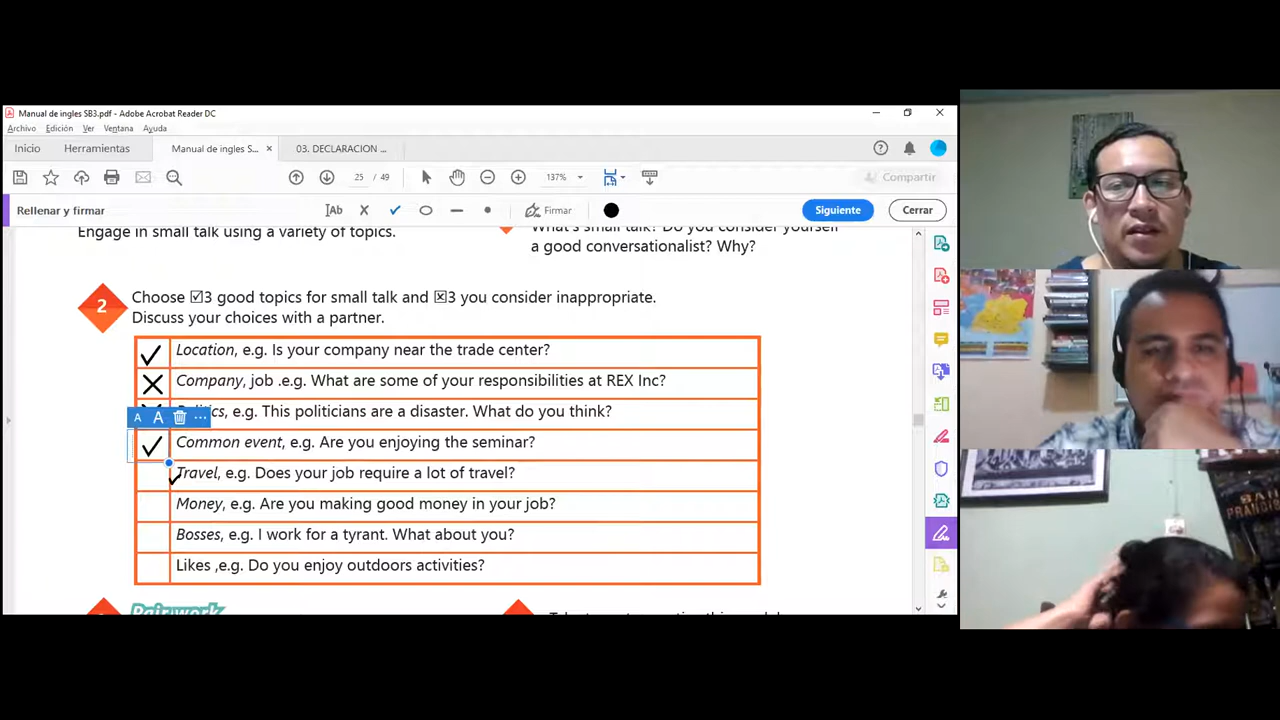 Manual de ingles SB3.pdf - Adobe Acrobat Reader DC
Archivo Edición Ver Ventana Ayuda
Inicio Herramientas Manual de ingles S... × 03. DECLARACION ...
25 / 49 137% Compartir
Rellenar y firmar Ab Firmar Siguiente Cerrar
Engage in small talk using a variety of topics.
What's small talk? Do you consider yourself
a good conversationalist? Why?
2
Choose ☑3 good topics for small talk and ☒3 you consider inappropriate.
Discuss your choices with a partner.
Location, e.g. Is your company near the trade center?
Company, job .e.g. What are some of your responsibilities at REX Inc?
e.g. This politicians are a disaster. What do you think?
A A ...
Common event, e.g. Are you enjoying the seminar?
Travel, e.g. Does your job require a lot of travel?
Money, e.g. Are you making good money in your job?
Bosses, e.g. I work for a tyrant. What about you?
Likes ,e.g. Do you enjoy outdoors activities?
Pair work
SAN